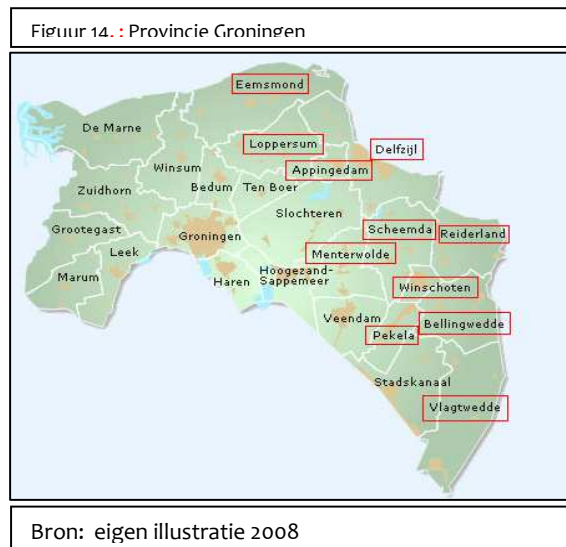 Figuur 14. : Provincie Groningen
Eemsmond
De Marne
Loppersum
Delfzijl
Winsum
Appingedam
Zuidhorn
Bedum
Ten Boer
Slochteren
Grootegast
Groningen
Scheemda
Reiderland
Leek
Menterwolde
Marum
Haren
Hoogezand-
Sappemeer
Winschoten
Veendam
Bellingwedde
Pekela
Stadskanaal
Vlagtwedde
Bron: eigen illustratie 2008